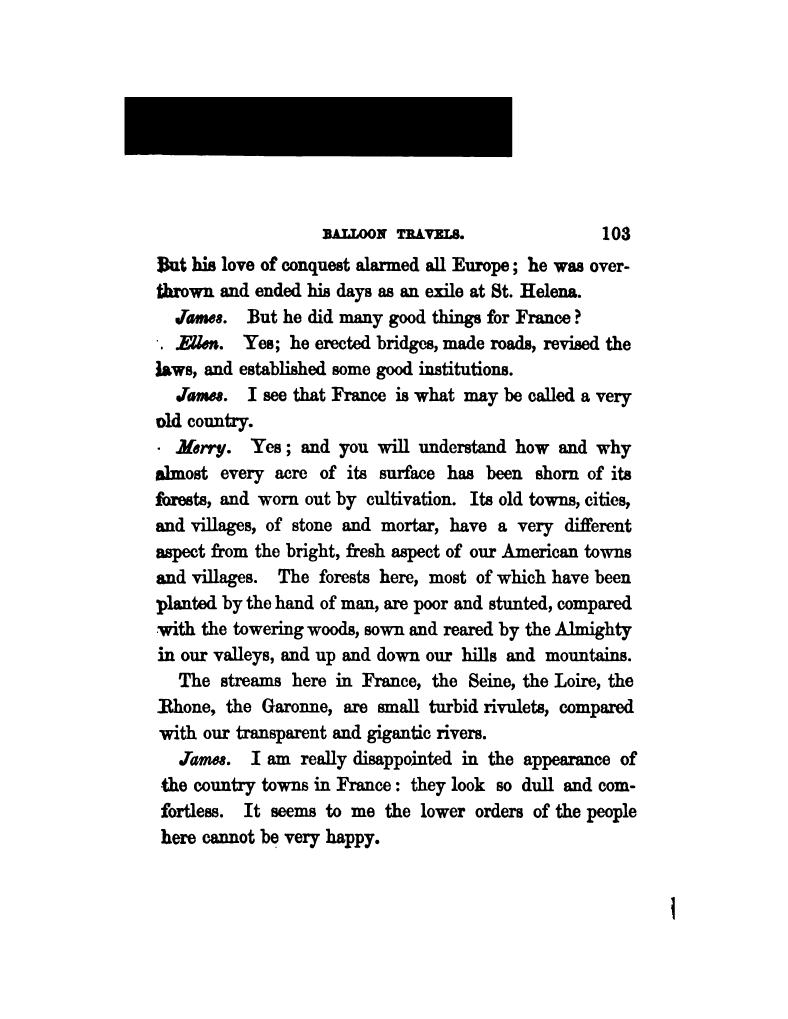 BALLOON TRAVELS. 103
But his love of conquest alarmed all Europe; he was over-
thrown and ended his days as an exile at St. Helena.
James. But he did many good things for France?
Ellen. Yes; he erected bridges, made roads, revised the
laws, and established some good institutions.
James. I see that France is what may be called a very
old country.
Merry. Yes; and you will understand how and why
almost every acre of its surface has been shorn of its
forests, and worn out by cultivation. Its old towns, cities,
and villages, of stone and mortar, have a very different
aspect from the bright, fresh aspect of our American towns
and villages. The forests here, most of which have been
planted by the hand of man, are poor and stunted, compared
with the towering woods, sown and reared by the Almighty
in our valleys, and up and down our hills and mountains.
The streams here in France, the Seine, the Loire, the
Rhone, the Garonne, are small turbid rivulets, compared
with our transparent and gigantic rivers.
James. I am really disappointed in the appearance of
the country towns in France: they look so dull and com-
fortless. It seems to me the lower orders of the people
here cannot be very happy.